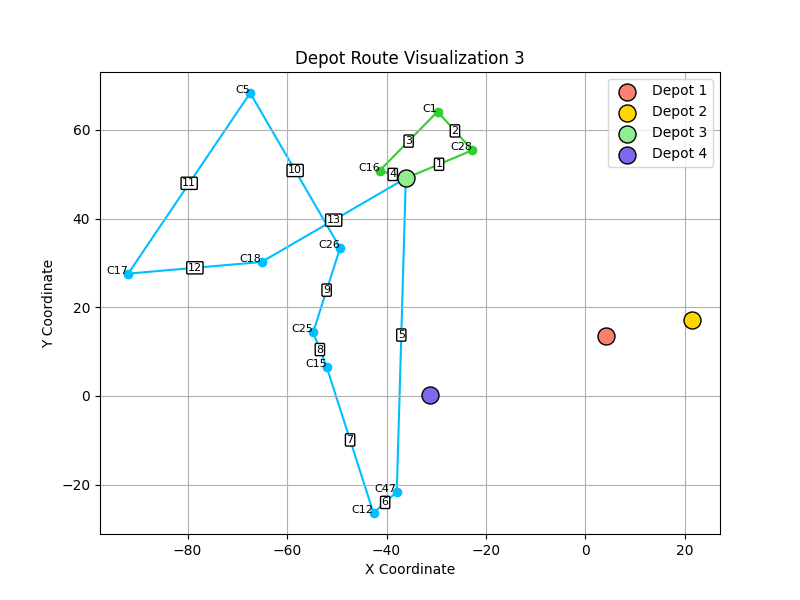 Depot Route Visualization 3
Depot 1
Depot 2
Depot 3
Depot 4
C5
C1
2
3
C28
C16
1
4
10
11
13
C26
C18
12
C17
9
C25
5
8
C15
7
C47
6
C12
60
40
20
0
−20
Y Coordinate
−80
−60
−40
−20
0
20
X Coordinate